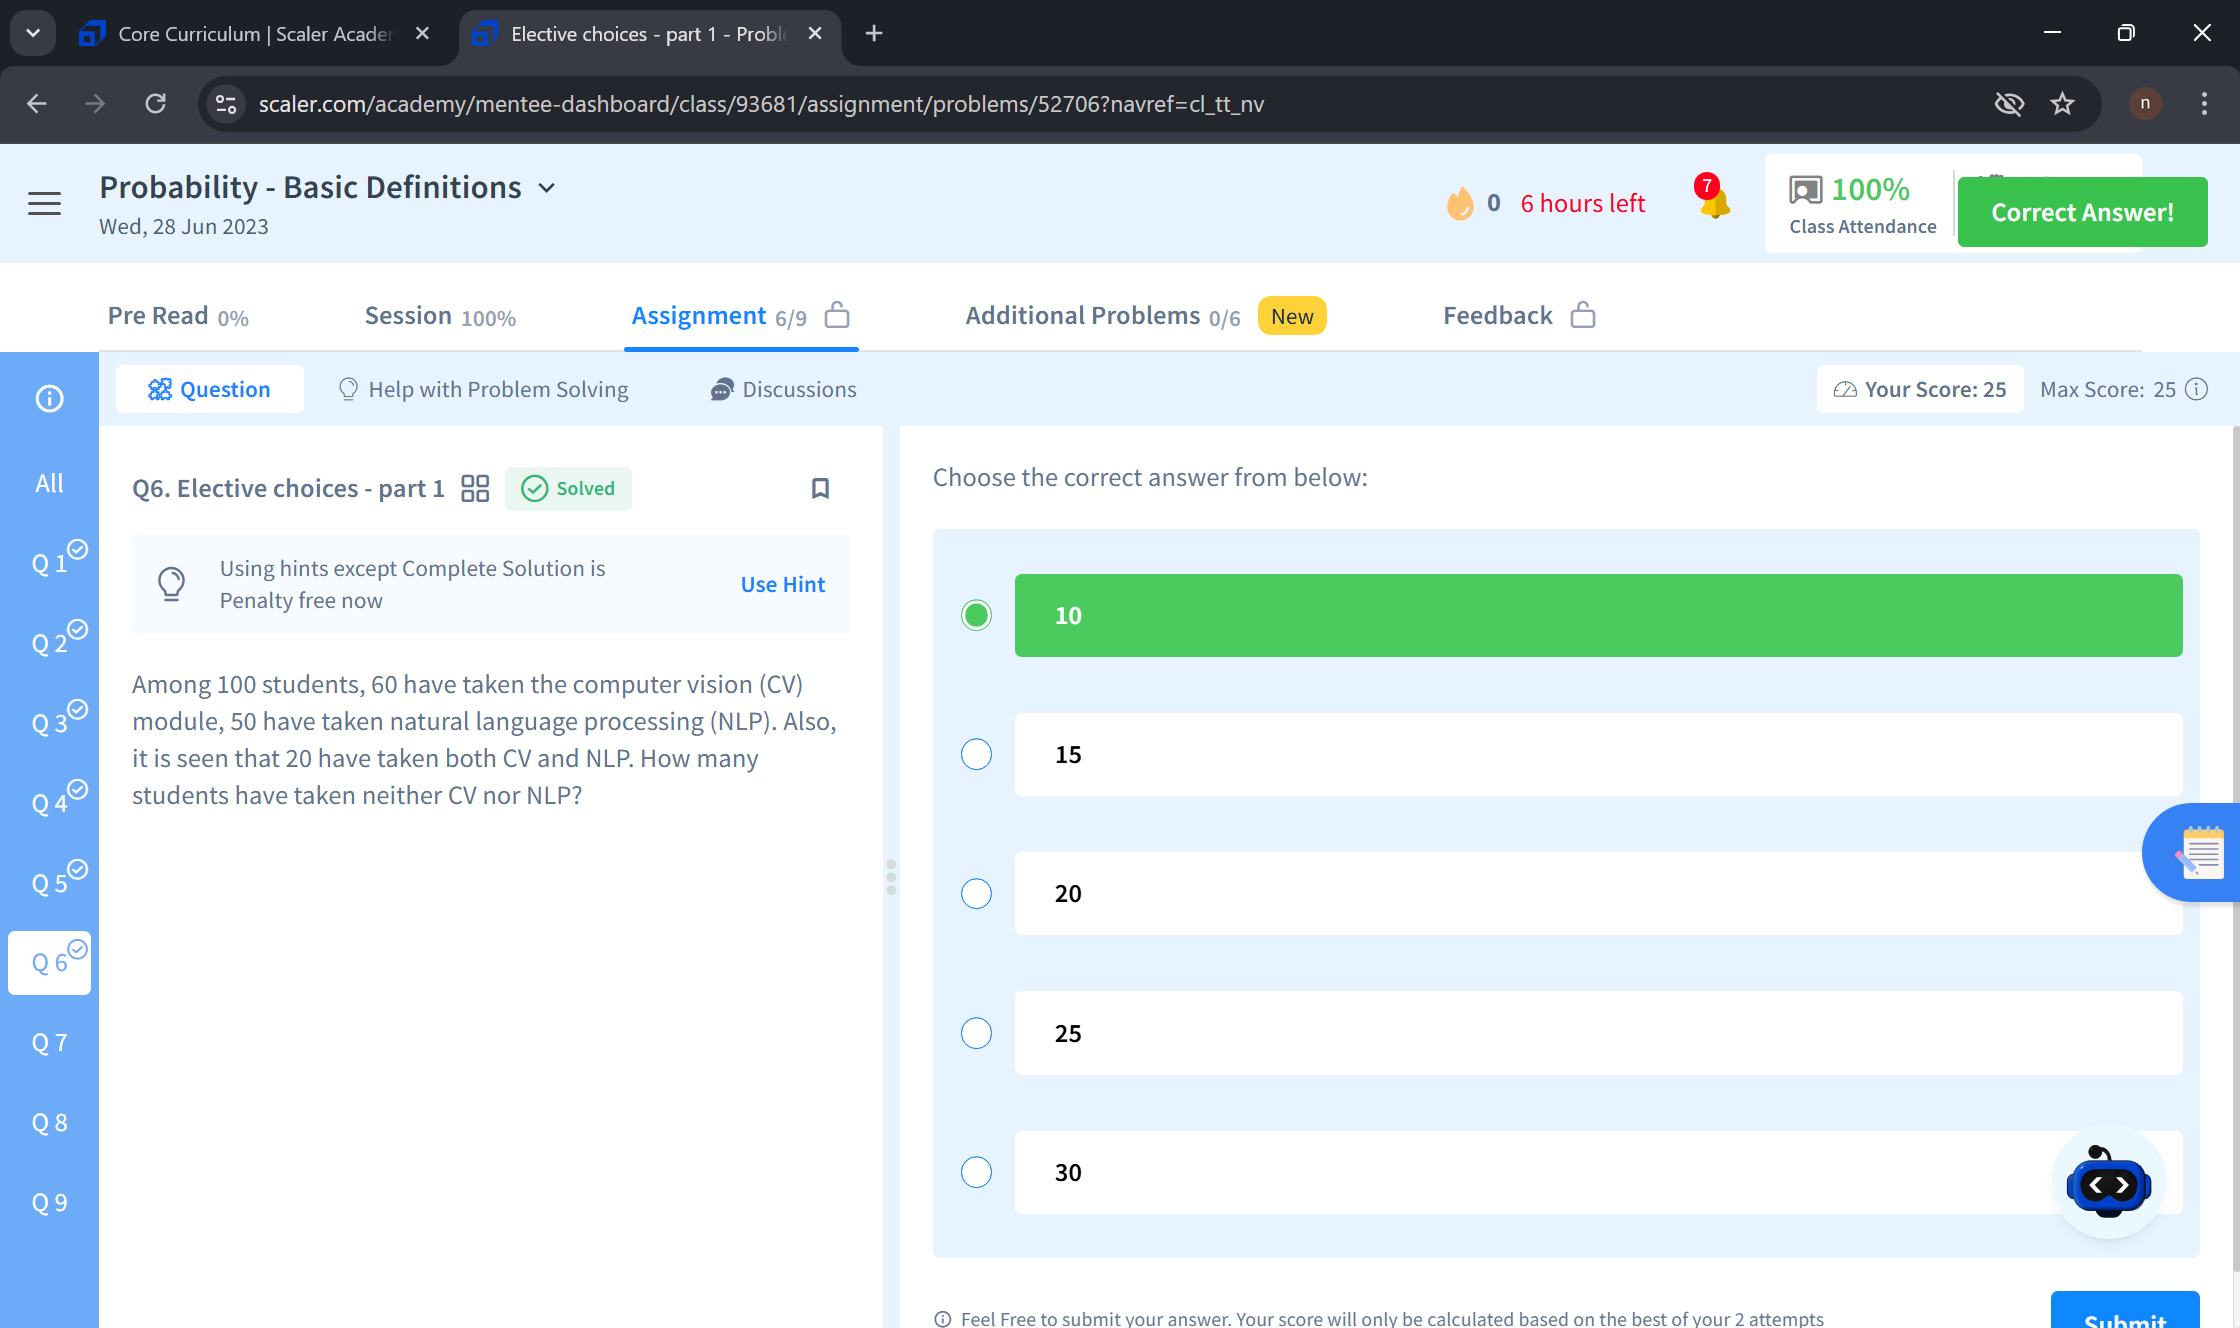 Core Curriculum | Scaler Acader
Elective choices - part 1 - Proble
scaler.com/academy/mentee-dashboard/class/93681/assignment/problems/52706?navref=cl_tt_nv
n
Probability - Basic Definitions
Wed, 28 Jun 2023
0
6 hours left
7
100%
Class Attendance
Correct Answer!
Pre Read 0%
Session 100%
Assignment 6/9
Additional Problems 0/6
New
Feedback
Question
Help with Problem Solving
Discussions
Your Score: 25
Max Score: 25
All
Q 1
Q 2
Q 3
Q 4
Q 5
Q 6
Q 7
Q 8
Q 9
Q6. Elective choices - part 1
Solved
Using hints except Complete Solution is
Penalty free now
Use Hint
Among 100 students, 60 have taken the computer vision (CV)
module, 50 have taken natural language processing (NLP). Also,
it is seen that 20 have taken both CV and NLP. How many
students have taken neither CV nor NLP?
Choose the correct answer from below:
10
15
20
25
30
Feel Free to submit your answer. Your score will only be calculated based on the best of your 2 attempts
Submit